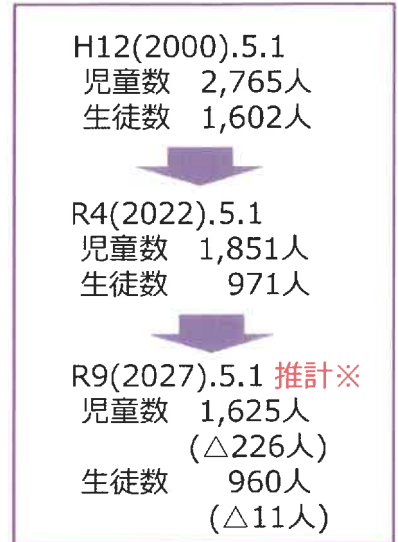 H12(2000).5.1
児童数 2,765人
生徒数 1,602人
R4(2022).5.1
児童数 1,851人
生徒数 971人
R9(2027).5.1 推計※
児童数 1,625人
(△226人)
生徒数 960人
(△11人)